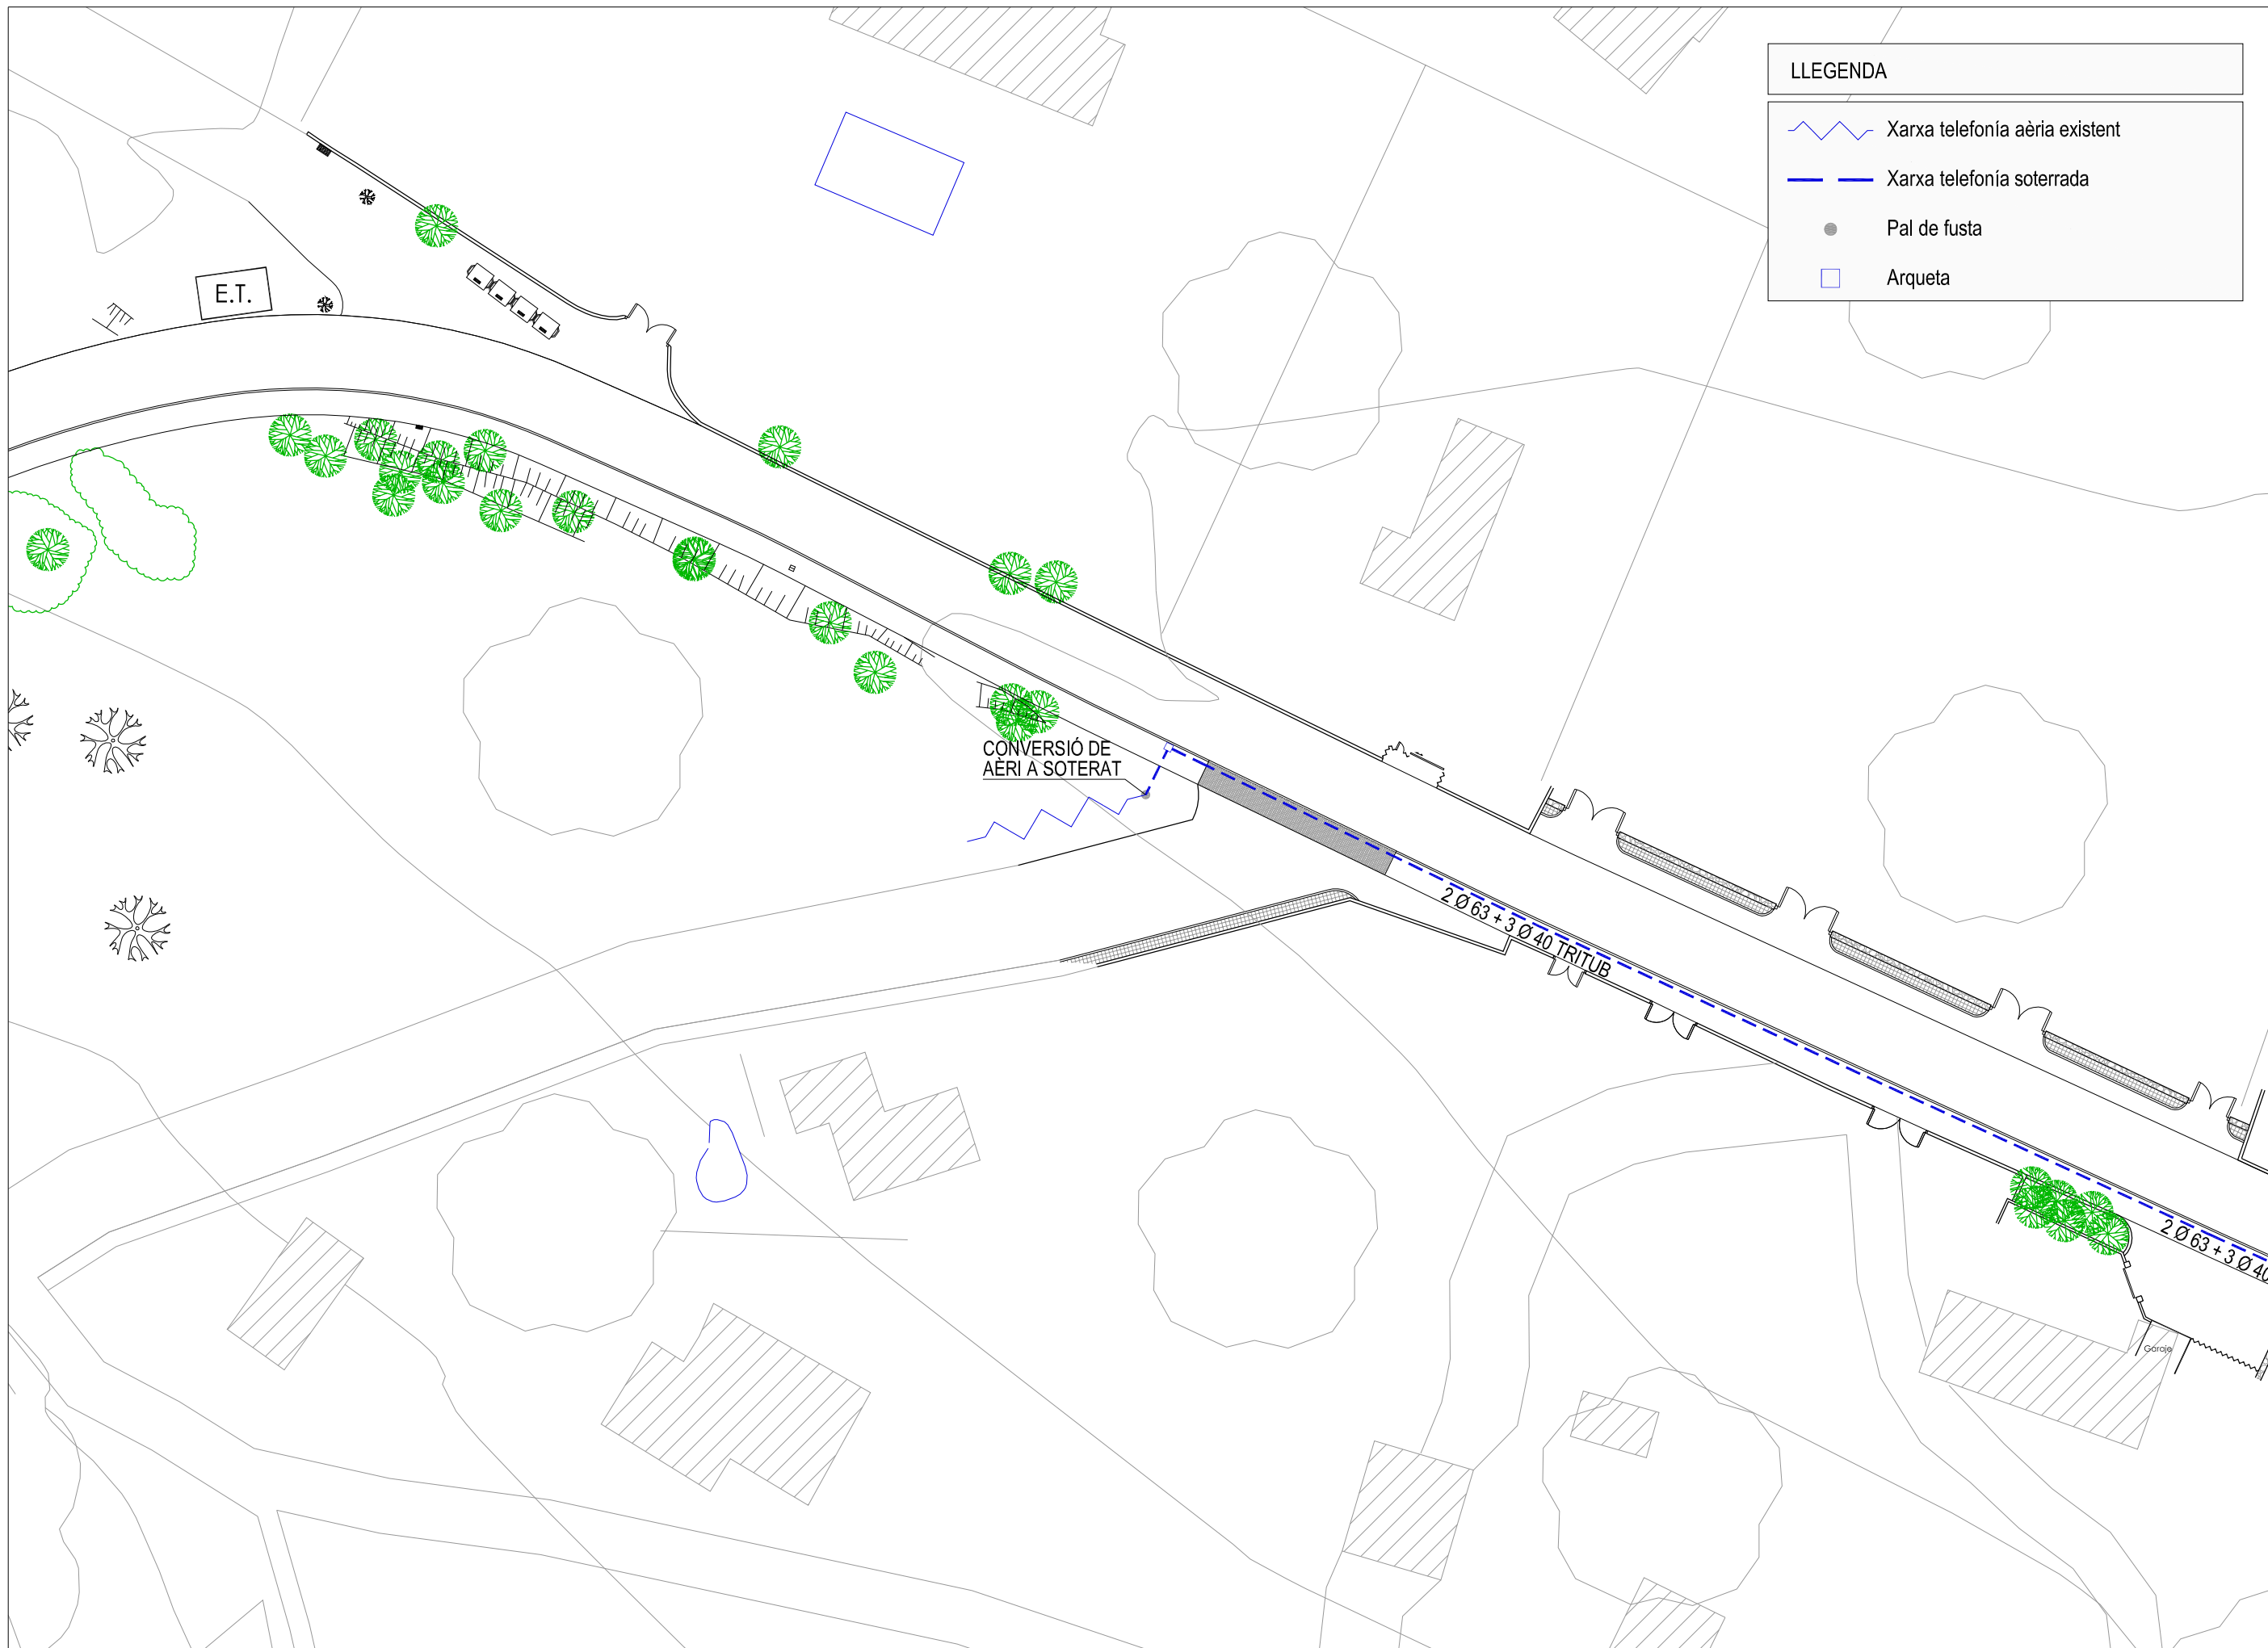 LLEGENDA
Xarxa telefonía aèria existent
Xarxa telefonía soterrada
Pal de fusta
Arqueta
E.T.
CONVERSIÓ DE
AÈRI A SOTERAT
2 Ø 63 + 3 Ø 40 TRITUB
2 Ø 63 + 3 Ø 40
Garaje